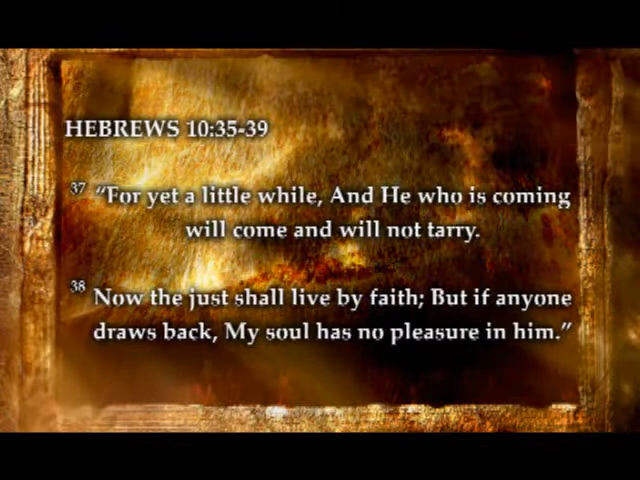 HEBREWS 10:35-39
37 “For yet a little while, And He who is coming
will come and will not tarry.
38 Now the just shall live by faith; But if anyone
draws back, My soul has no pleasure in him.”